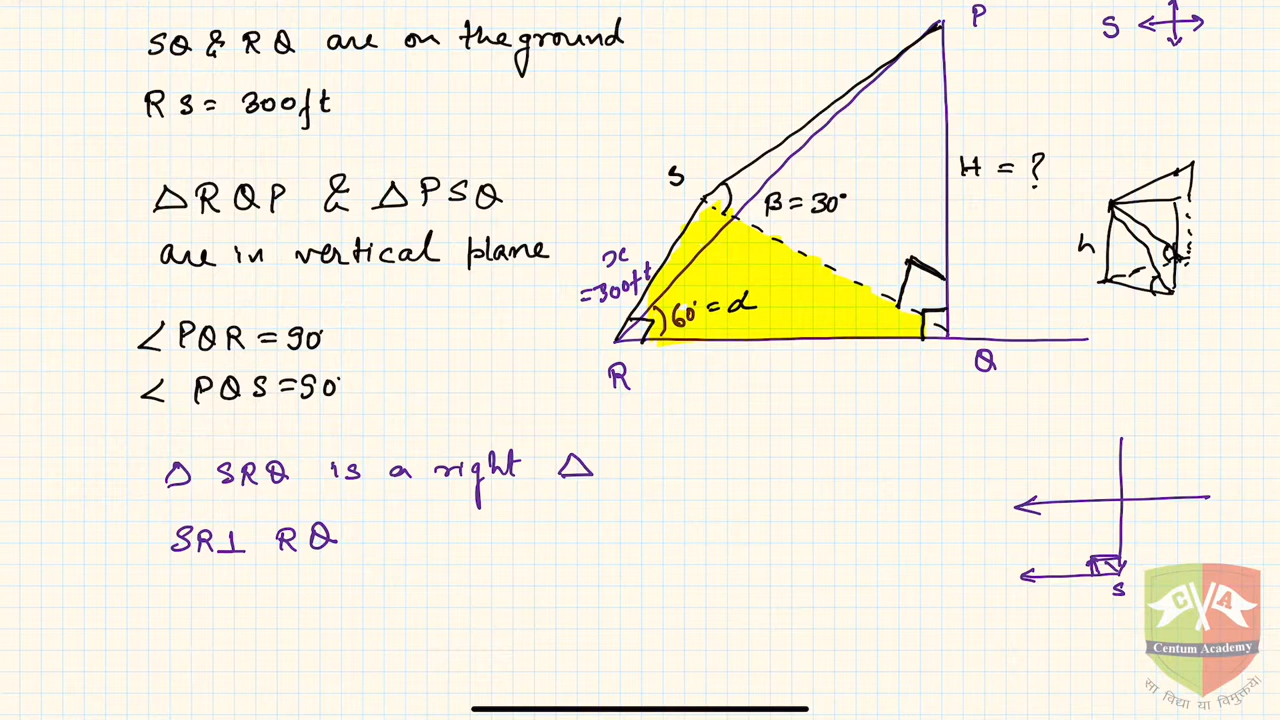 SQ & RQ are on the ground
RS = 300ft
△RQP & △PSQ
are in vertical plane
∠PQR = 90°
∠PQS = 90°
△ SRQ is a right △
SR⊥ RQ
P
S
H = ?
S
β = 30°
x
= 300ft
60° = α
R
Q
h
S
C A
Centum Academy
सा विद्या या विमुक्तये।